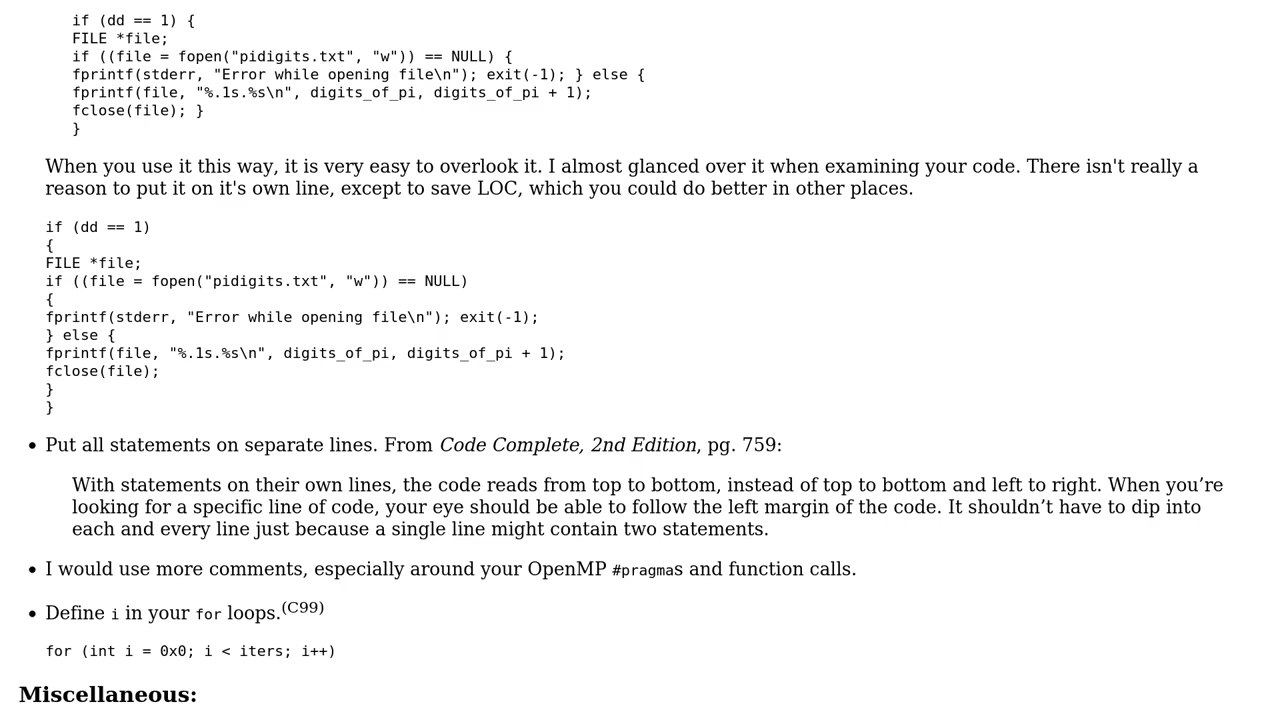 if (dd == 1) {
FILE *file;
if ((file = fopen("pidigits.txt", "w")) == NULL) {
fprintf(stderr, "Error while opening file\n"); exit(-1); } else {
fprintf(file, "%.1s.%s\n", digits_of_pi, digits_of_pi + 1);
fclose(file); }
}
When you use it this way, it is very easy to overlook it. I almost glanced over it when examining your code. There isn't really a
reason to put it on it's own line, except to save LOC, which you could do better in other places.
if (dd == 1)
{
FILE *file;
if ((file = fopen("pidigits.txt", "w")) == NULL)
{
fprintf(stderr, "Error while opening file\n"); exit(-1);
} else {
fprintf(file, "%.1s.%s\n", digits_of_pi, digits_of_pi + 1);
fclose(file);
}
}
• Put all statements on separate lines. From Code Complete, 2nd Edition, pg. 759:
With statements on their own lines, the code reads from top to bottom, instead of top to bottom and left to right. When you’re
looking for a specific line of code, your eye should be able to follow the left margin of the code. It shouldn’t have to dip into
each and every line just because a single line might contain two statements.
• I would use more comments, especially around your OpenMP #pragmas and function calls.
• Define i in your for loops.(C99)
for (int i = 0x0; i < iters; i++)
Miscellaneous: